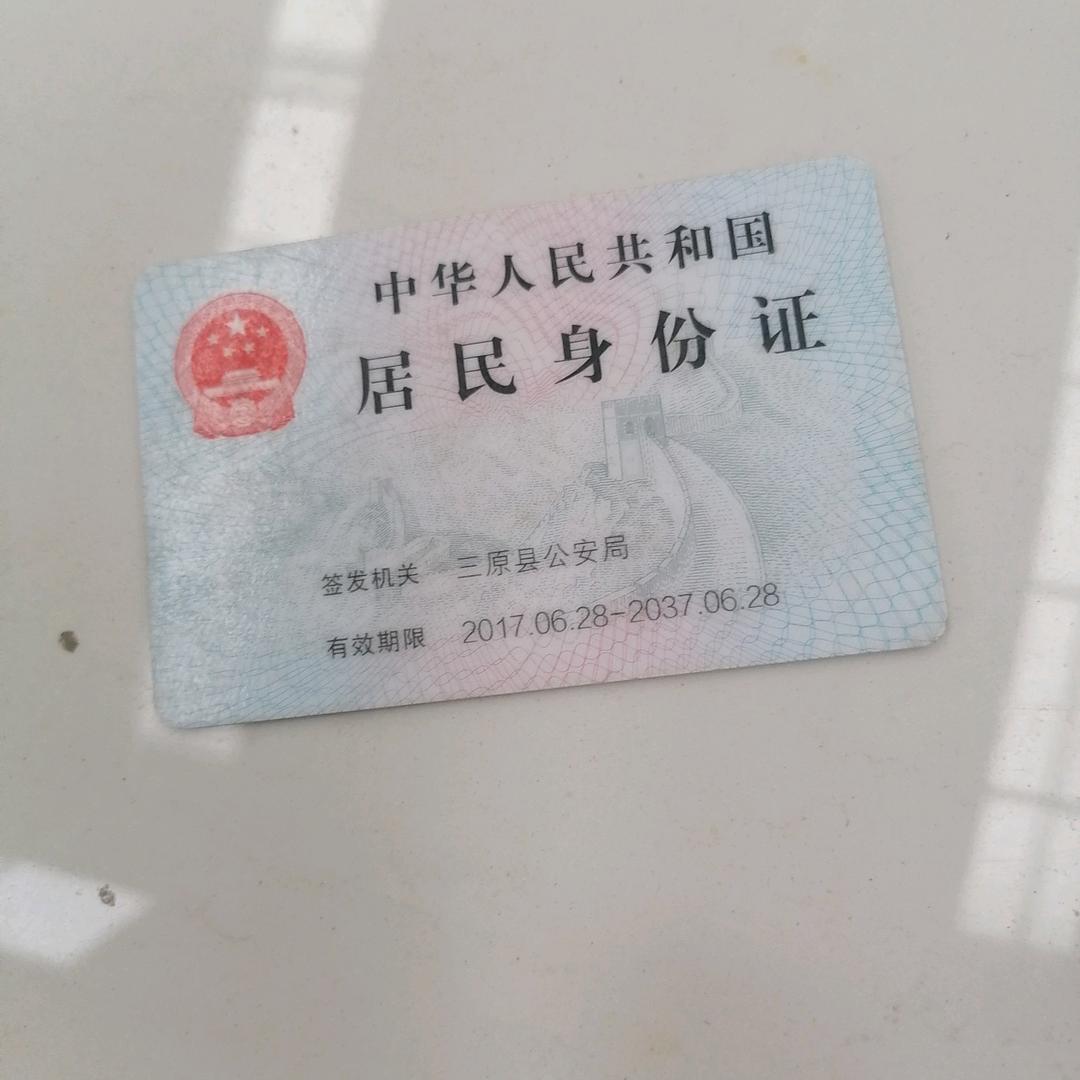 中华人民共和国
居民身份证
签发机关 三原县公安局
有效期限 2017.06.28-2037.06.28